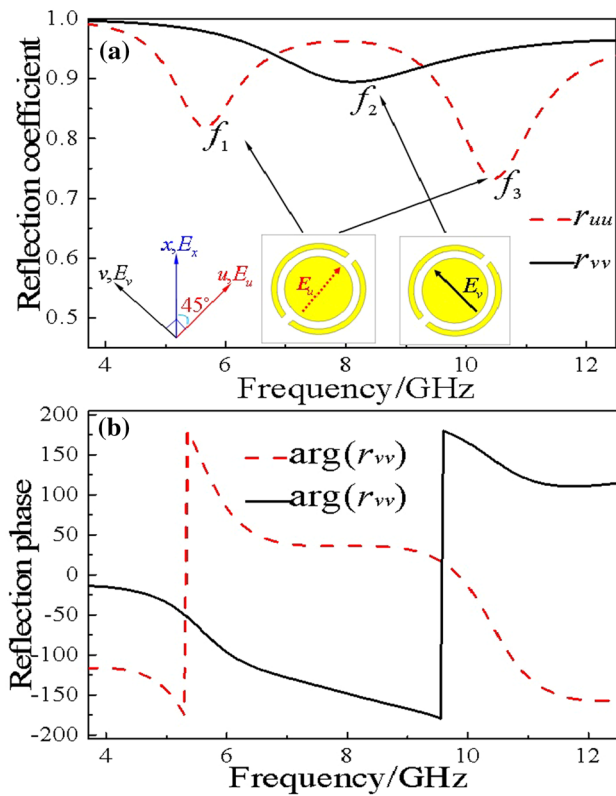 1.0
(a)
0.9
0.8
0.7
0.6
0.5
Reflection coefficient
f1
f2
f3
ruu
rvv
x,Ex
v,Ev
u,Eu
45°
Eu
Ev
4 6 8 10 12
Frequency/GHz
200
(b)
150
100
50
0
-50
-100
-150
-200
Reflection phase
arg(rvv)
arg(rvv)
4 6 8 10 12
Frequency/GHz